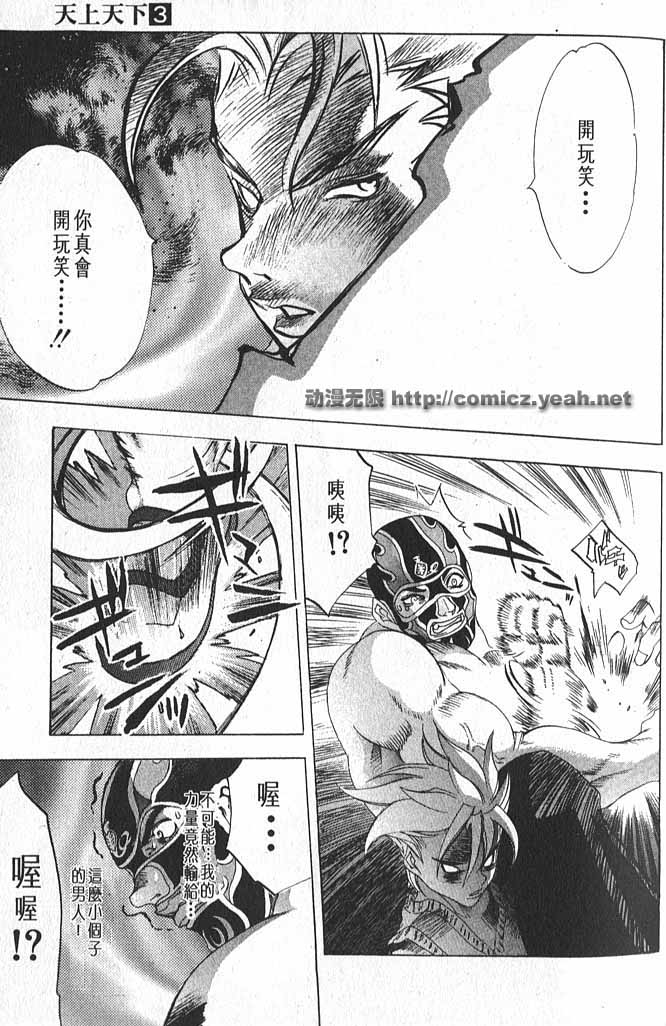 天上天下3
開玩笑…
你真會
開玩笑……!!
动漫无限 http://comicz.yeah.net
咦咦
!?
喔…
不可能…我的
力量竟然輸給…
這麼小個子
的男人!
喔喔!?